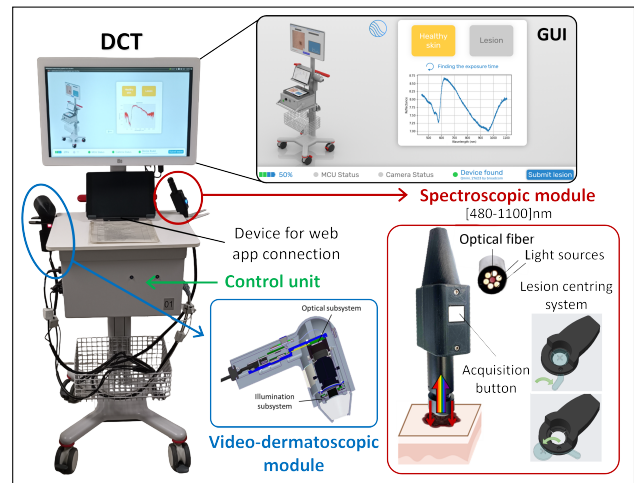 DCT
GUI
Healthy
skin
Lesion
Finding the exposure time
50%
MCU Status
Camera Status
Device found
Submit lesion
Spectroscopic module
[480-1100]nm
Device for web
app connection
Control unit
01
Optical subsystem
Illumination
subsystem
Video-dermatoscopic
module
Optical fiber
Light sources
Lesion centring
system
Acquisition
button